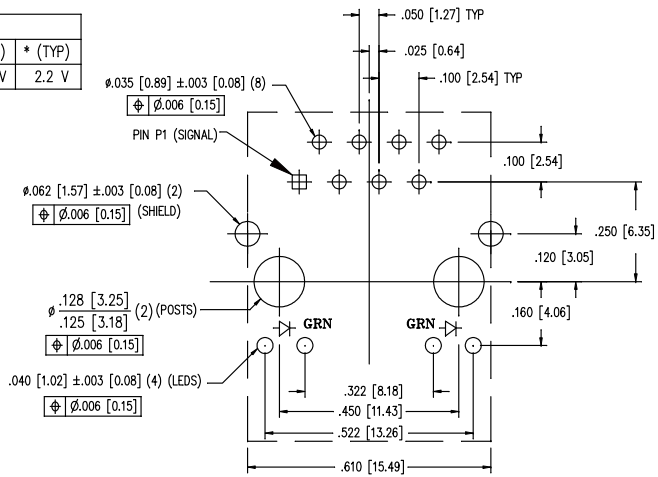 .050 [1.27] TYP
) * (TYP)
.025 [0.64]
V 2.2 V
.100 [2.54] TYP
ø.035 [0.89] ±.003 [0.08] (8)
⌖ Ø.006 [0.15]
PIN P1 (SIGNAL)
.100 [2.54]
ø.062 [1.57] ±.003 [0.08] (2)
⌖ Ø.006 [0.15] (SHIELD)
.250 [6.35]
.120 [3.05]
ø .128 [3.25]
.125 [3.18] (2) (POSTS)
⌖ Ø.006 [0.15]
.160 [4.06]
GRN GRN
.040 [1.02] ±.003 [0.08] (4) (LEDS)
⌖ Ø.006 [0.15]
.322 [8.18]
.450 [11.43]
.522 [13.26]
.610 [15.49]